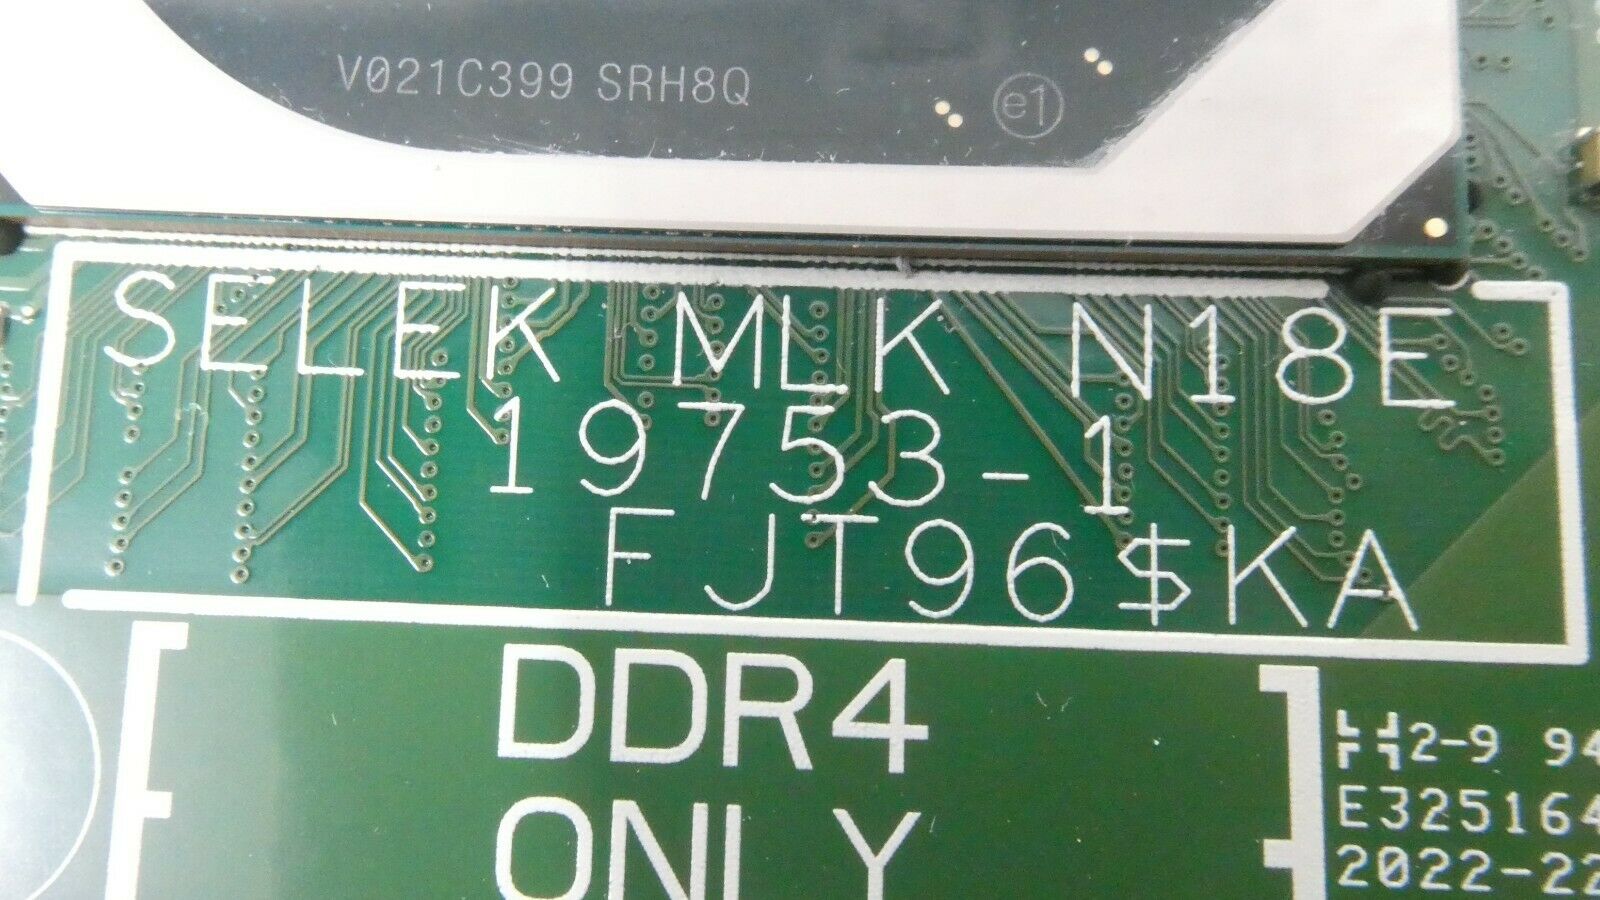 V021C399 SRH8Q
e1
SELEK MLK N18E
19753-1
FJT96$KA
DDR4
ONLY
2-9 94
E325164
2022-22